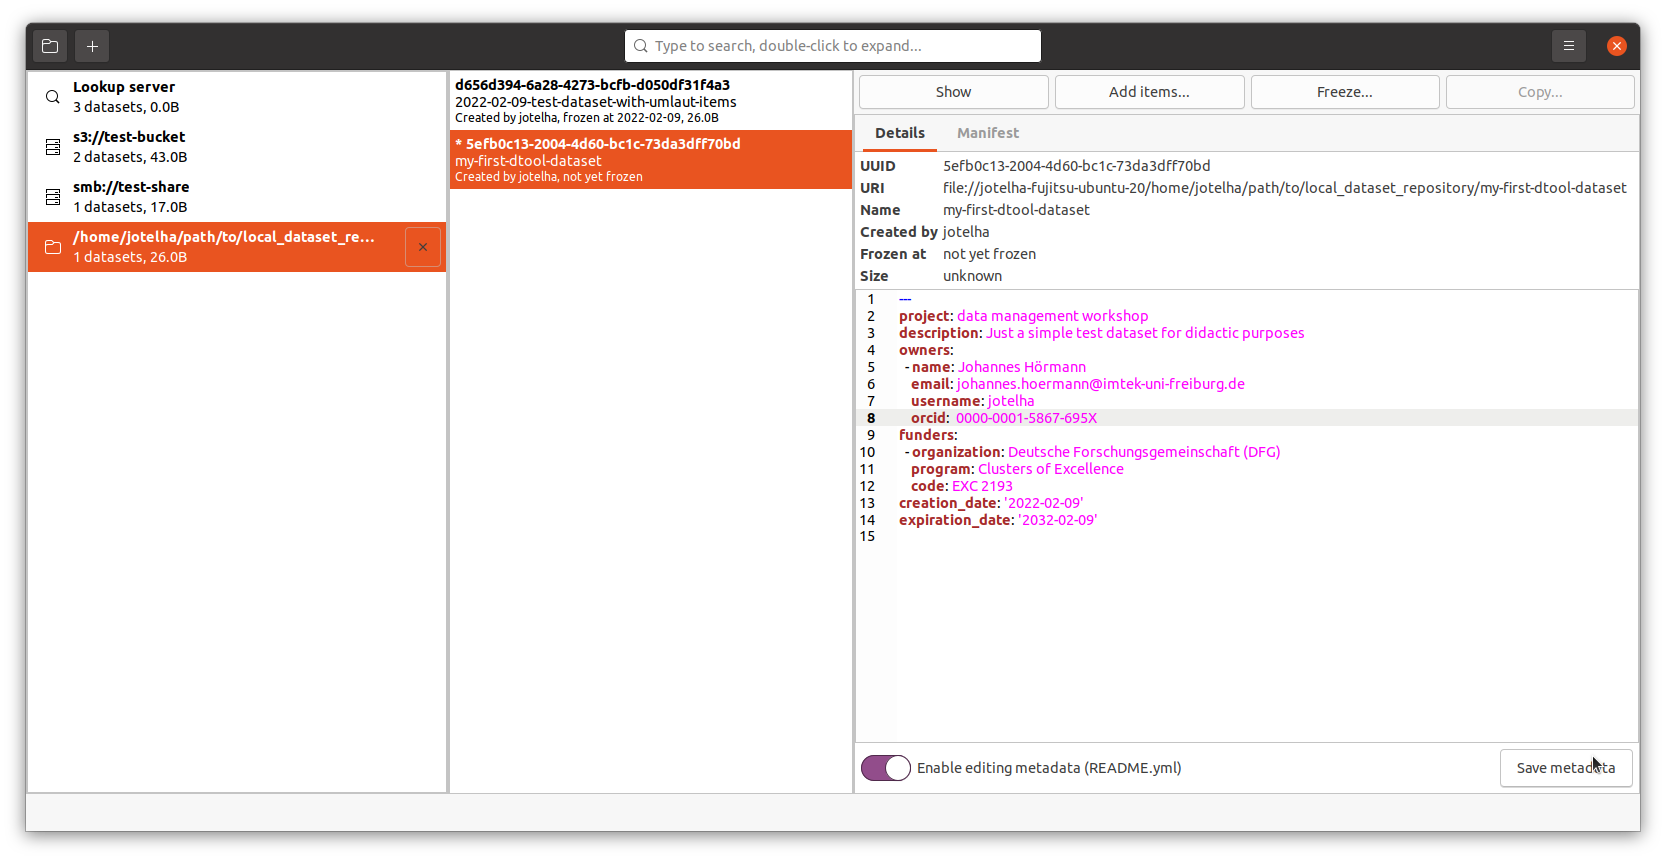 Type to search, double-click to expand...
Lookup server
3 datasets, 0.0B
s3://test-bucket
2 datasets, 43.0B
smb://test-share
1 datasets, 17.0B
/home/jotelha/path/to/local_dataset_re...
1 datasets, 26.0B
d656d394-6a28-4273-bcfb-d050df31f4a3
2022-02-09-test-dataset-with-umlaut-items
Created by jotelha, frozen at 2022-02-09, 26.0B
* 5efb0c13-2004-4d60-bc1c-73da3dff70bd
my-first-dtool-dataset
Created by jotelha, not yet frozen
Show Add items... Freeze... Copy...
Details Manifest
UUID 5efb0c13-2004-4d60-bc1c-73da3dff70bd
URI file://jotelha-fujitsu-ubuntu-20/home/jotelha/path/to/local_dataset_repository/my-first-dtool-dataset
Name my-first-dtool-dataset
Created by jotelha
Frozen at not yet frozen
Size unknown
1 ---
2 project: data management workshop
3 description: Just a simple test dataset for didactic purposes
4 owners:
5 - name: Johannes Hörmann
6 email: johannes.hoermann@imtek-uni-freiburg.de
7 username: jotelha
8 orcid: 0000-0001-5867-695X
9 funders:
10 - organization: Deutsche Forschungsgemeinschaft (DFG)
11 program: Clusters of Excellence
12 code: EXC 2193
13 creation_date: '2022-02-09'
14 expiration_date: '2032-02-09'
15
Enable editing metadata (README.yml)
Save metadata